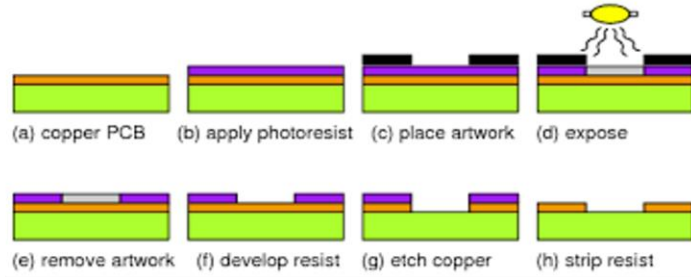 (a) copper PCB
(b) apply photoresist
(c) place artwork
(d) expose
(e) remove artwork
(f) develop resist
(g) etch copper
(h) strip resist